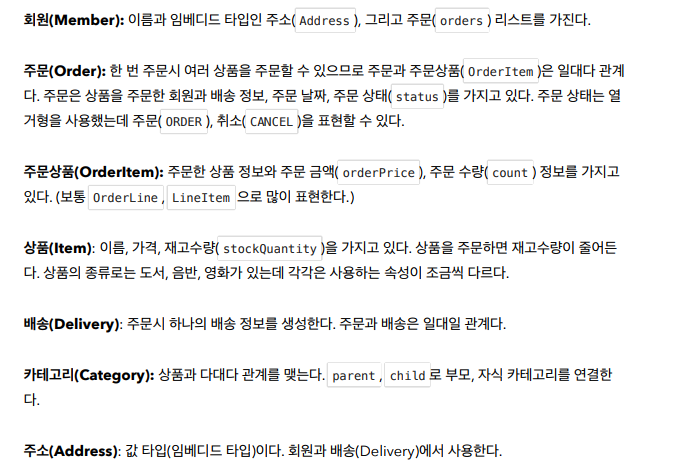 회원(Member): 이름과 임베디드 타입인 주소( Address ), 그리고 주문( orders ) 리스트를 가진다.
주문(Order): 한 번 주문시 여러 상품을 주문할 수 있으므로 주문과 주문상품( OrderItem )은 일대다 관계
다. 주문은 상품을 주문한 회원과 배송 정보, 주문 날짜, 주문 상태( status )를 가지고 있다. 주문 상태는 열
거형을 사용했는데 주문( ORDER ), 취소( CANCEL )을 표현할 수 있다.
주문상품(OrderItem): 주문한 상품 정보와 주문 금액( orderPrice ), 주문 수량( count ) 정보를 가지고
있다. (보통 OrderLine , LineItem 으로 많이 표현한다.)
상품(Item): 이름, 가격, 재고수량( stockQuantity )을 가지고 있다. 상품을 주문하면 재고수량이 줄어든
다. 상품의 종류로는 도서, 음반, 영화가 있는데 각각은 사용하는 속성이 조금씩 다르다.
배송(Delivery): 주문시 하나의 배송 정보를 생성한다. 주문과 배송은 일대일 관계다.
카테고리(Category): 상품과 다대다 관계를 맺는다. parent , child 로 부모, 자식 카테고리를 연결한
다.
주소(Address): 값 타입(임베디드 타입)이다. 회원과 배송(Delivery)에서 사용한다.